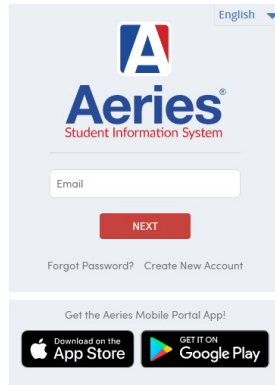 English
A
Aeries®
Student Information System
Email
NEXT
Forgot Password? Create New Account
Get the Aeries Mobile Portal App!
Download on the
App Store
GET IT ON
Google Play